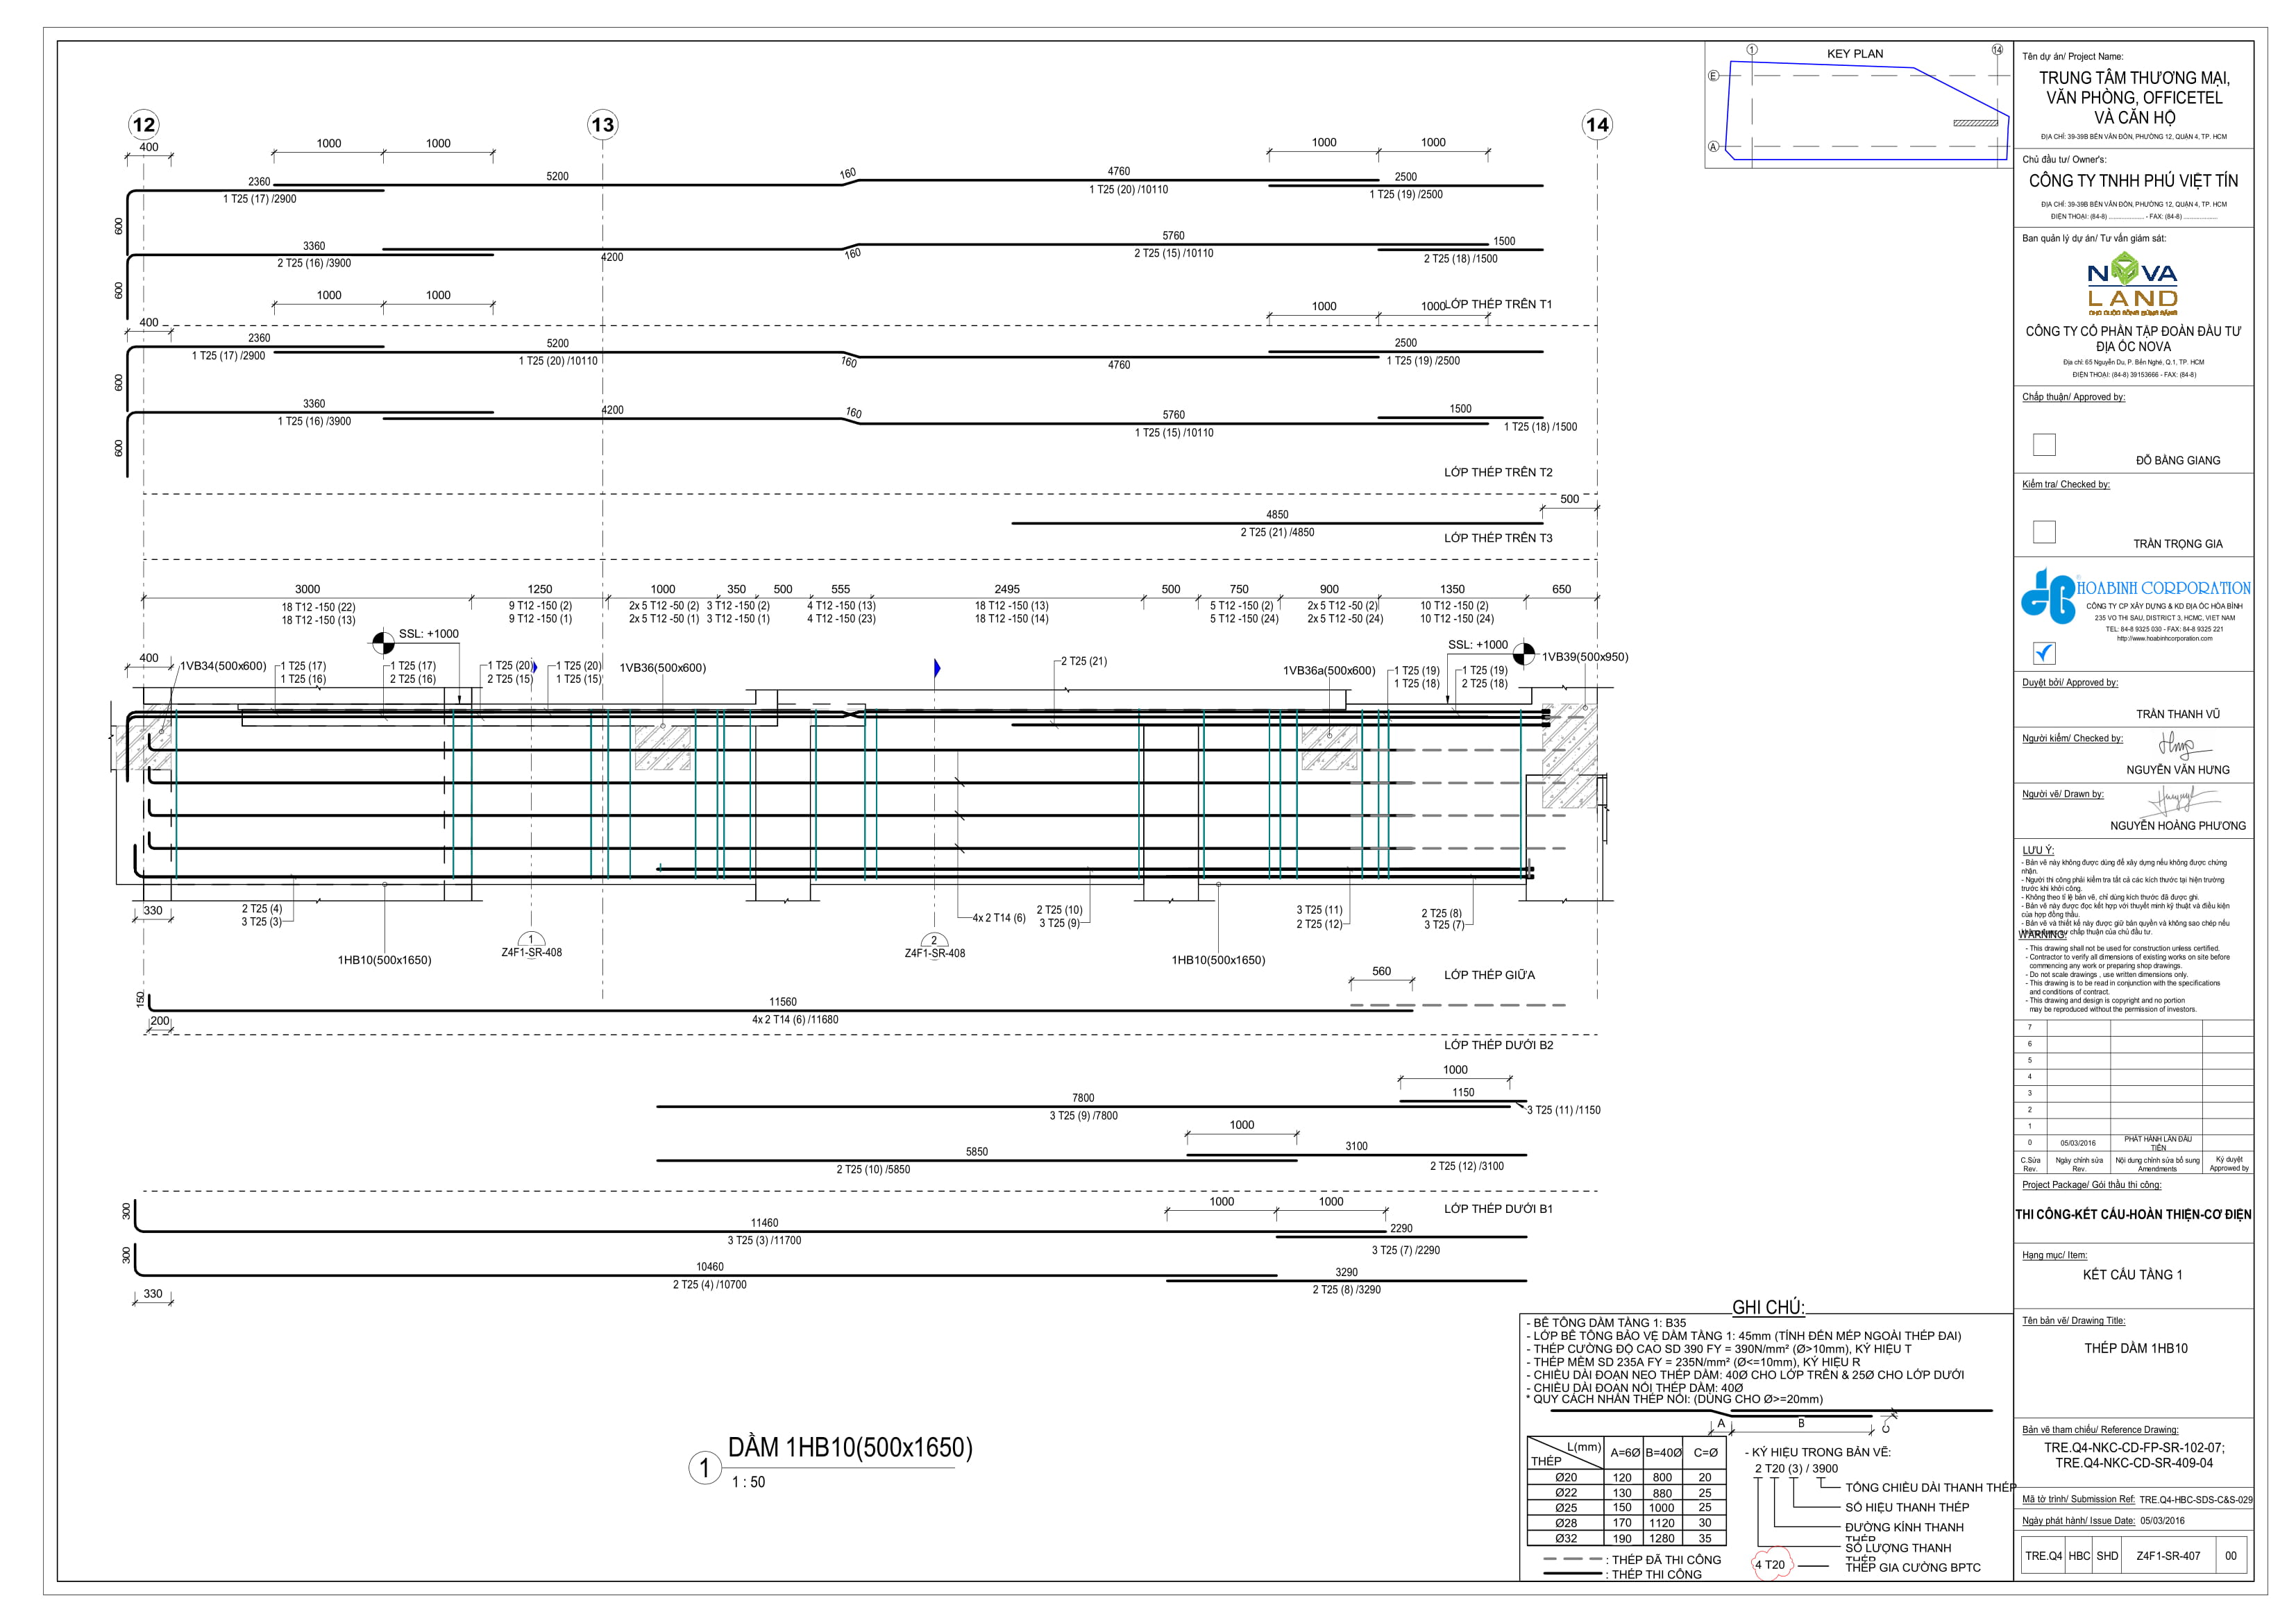 KEY PLAN
1
14
E
A
12
13
14
400
1000
1000
1000
1000
2360
1 T25 (17) /2900
5200
160
4760
1 T25 (20) /10110
2500
1 T25 (19) /2500
600
3360
2 T25 (16) /3900
4200
160
5760
2 T25 (15) /10110
1500
2 T25 (18) /1500
600
1000
1000
1000
1000
LỚP THÉP TRÊN T1
400
2360
1 T25 (17) /2900
5200
1 T25 (20) /10110
160
4760
2500
1 T25 (19) /2500
600
3360
1 T25 (16) /3900
4200
160
5760
1 T25 (15) /10110
1500
1 T25 (18) /1500
600
LỚP THÉP TRÊN T2
500
4850
2 T25 (21) /4850
LỚP THÉP TRÊN T3
3000
1250
1000
350
500
555
2495
500
750
900
1350
650
18 T12 -150 (22)
18 T12 -150 (13)
9 T12 -150 (2)
9 T12 -150 (1)
2x 5 T12 -50 (2)
2x 5 T12 -50 (1)
3 T12 -150 (2)
3 T12 -150 (1)
4 T12 -150 (13)
4 T12 -150 (23)
18 T12 -150 (13)
18 T12 -150 (14)
5 T12 -150 (2)
5 T12 -150 (24)
2x 5 T12 -50 (2)
2x 5 T12 -50 (24)
10 T12 -150 (2)
10 T12 -150 (24)
SSL: +1000
SSL: +1000
400
1VB34(500x600)
1 T25 (17)
1 T25 (16)
1 T25 (17)
2 T25 (16)
1 T25 (20)
2 T25 (15)
1 T25 (20)
1 T25 (15)
1VB36(500x600)
2 T25 (21)
1VB36a(500x600)
1 T25 (19)
1 T25 (18)
1 T25 (19)
2 T25 (18)
1VB39(500x950)
330
2 T25 (4)
3 T25 (3)
1HB10(500x1650)
1
Z4F1-SR-408
2
Z4F1-SR-408
4x 2 T14 (6)
2 T25 (10)
3 T25 (9)
1HB10(500x1650)
3 T25 (11)
2 T25 (12)
2 T25 (8)
3 T25 (7)
560
LỚP THÉP GIỮA
150
11560
4x 2 T14 (6) /11680
200
LỚP THÉP DƯỚI B2
1000
7800
3 T25 (9) /7800
1150
3 T25 (11) /1150
1000
5850
2 T25 (10) /5850
3100
2 T25 (12) /3100
1000
1000
LỚP THÉP DƯỚI B1
300
11460
3 T25 (3) /11700
2290
3 T25 (7) /2290
300
10460
2 T25 (4) /10700
3290
2 T25 (8) /3290
330
1
DẦM 1HB10(500x1650)
1 : 50
GHI CHÚ:
- BÊ TÔNG DẦM TẦNG 1: B35
- LỚP BÊ TÔNG BẢO VỆ DẦM TẦNG 1: 45mm (TÍNH ĐẾN MÉP NGOÀI THÉP ĐAI)
- THÉP CƯỜNG ĐỘ CAO SD 390 FY = 390N/mm² (Ø>10mm), KÝ HIỆU T
- THÉP MỀM SD 235A FY = 235N/mm² (Ø<=10mm), KÝ HIỆU R
- CHIỀU DÀI ĐOẠN NEO THÉP DẦM: 40Ø CHO LỚP TRÊN & 25Ø CHO LỚP DƯỚI
- CHIỀU DÀI ĐOẠN NỐI THÉP DẦM: 40Ø
* QUY CÁCH NHẤN THÉP NỐI: (DÙNG CHO Ø>=20mm)
A
B
C
L(mm)
THÉP
A=6Ø
B=40Ø
C=Ø
Ø20 120 800 20
Ø22 130 880 25
Ø25 150 1000 25
Ø28 170 1120 30
Ø32 190 1280 35
: THÉP ĐÃ THI CÔNG
: THÉP THI CÔNG
- KÝ HIỆU TRONG BẢN VẼ:
2 T20 (3) / 3900
TỔNG CHIỀU DÀI THANH THÉP
SỐ HIỆU THANH THÉP
ĐƯỜNG KÍNH THANH
THÉP
SỐ LƯỢNG THANH
THÉP
4 T20
THÉP GIA CƯỜNG BPTC
Tên dự án/ Project Name:
TRUNG TÂM THƯƠNG MẠI,
VĂN PHÒNG, OFFICETEL
VÀ CĂN HỘ
ĐỊA CHỈ: 39-39B BẾN VÂN ĐỒN, PHƯỜNG 12, QUẬN 4, TP. HCM
Chủ đầu tư/ Owner's:
CÔNG TY TNHH PHÚ VIỆT TÍN
ĐỊA CHỈ: 39-39B BẾN VÂN ĐỒN, PHƯỜNG 12, QUẬN 4, TP. HCM
ĐIỆN THOẠI: (84-8) .................... - FAX: (84-8) ....................
Ban quản lý dự án/ Tư vấn giám sát:
NOVA
LAND
CÔNG TY CỔ PHẦN TẬP ĐOÀN ĐẦU TƯ
ĐỊA ỐC NOVA
Địa chỉ: 65 Nguyễn Du, P. Bến Nghé, Q.1, TP. HCM
ĐIỆN THOẠI: (84-8) 39153666 - FAX: (84-8)
Chấp thuận/ Approved by:
ĐỖ BẰNG GIANG
Kiểm tra/ Checked by:
TRẦN TRỌNG GIA
HOABINH CORPORATION
CÔNG TY CP XÂY DỰNG & KD ĐỊA ỐC HÒA BÌNH
235 VO THI SAU, DISTRICT 3, HCMC, VIET NAM
TEL: 84-8 9325 030 - FAX: 84-8 9325 221
http://www.hoabinhcorporation.com
Duyệt bởi/ Approved by:
TRẦN THANH VŨ
Người kiểm/ Checked by:
NGUYỄN VĂN HƯNG
Người vẽ/ Drawn by:
NGUYỄN HOÀNG PHƯƠNG
LƯU Ý:
- Bản vẽ này không được dùng để xây dựng nếu không được chứng
nhận.
- Người thi công phải kiểm tra tất cả các kích thước tại hiện trường
trước khi khởi công.
- Không theo tỉ lệ bản vẽ, chỉ dùng kích thước đã được ghi.
- Bản vẽ này được đọc kết hợp với thuyết minh kỹ thuật và điều kiện
của hợp đồng thầu.
- Bản vẽ và thiết kế này được giữ bản quyền và không sao chép nếu
chấp thuận của chủ đầu tư.
WARNING:
- This drawing shall not be used for construction unless certified.
- Contractor to verify all dimensions of existing works on site before
commencing any work or preparing shop drawings.
- Do not scale drawings , use written dimensions only.
- This drawing is to be read in conjunction with the specifications
and conditions of contract.
- This drawing and design is copyright and no portion
may be reproduced without the permission of investors.
7
6
5
4
3
2
1
0 05/03/2016 PHÁT HÀNH LẦN ĐẦU
TIÊN
C.Sửa
Rev.
Ngày chỉnh sửa
Rev.
Nội dung chỉnh sửa bổ sung
Amendments
Ký duyệt
Approved by
Project Package/ Gói thầu thi công:
THI CÔNG-KẾT CẤU-HOÀN THIỆN-CƠ ĐIỆN
Hạng mục/ Item:
KẾT CẤU TẦNG 1
Tên bản vẽ/ Drawing Title:
THÉP DẦM 1HB10
Bản vẽ tham chiếu/ Reference Drawing:
TRE.Q4-NKC-CD-FP-SR-102-07;
TRE.Q4-NKC-CD-SR-409-04
Mã tờ trình/ Submission Ref: TRE.Q4-HBC-SDS-C&S-029
Ngày phát hành/ Issue Date: 05/03/2016
TRE.Q4 HBC SHD Z4F1-SR-407 00